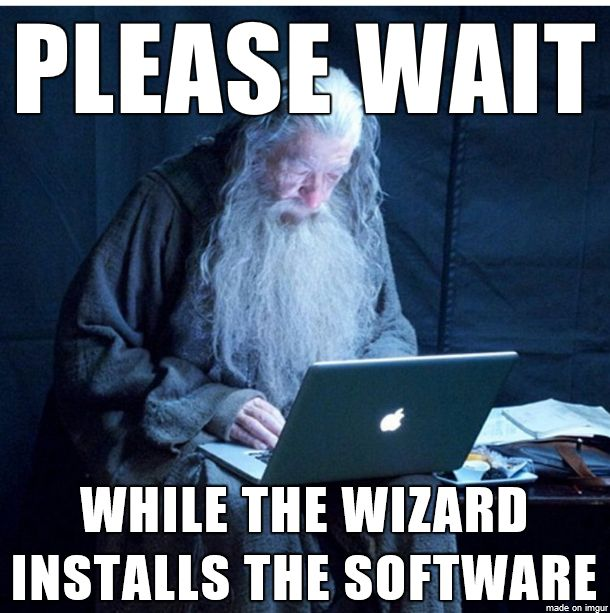 PLEASE WAIT
WHILE THE WIZARD
INSTALLS THE SOFTWARE
made on imgur